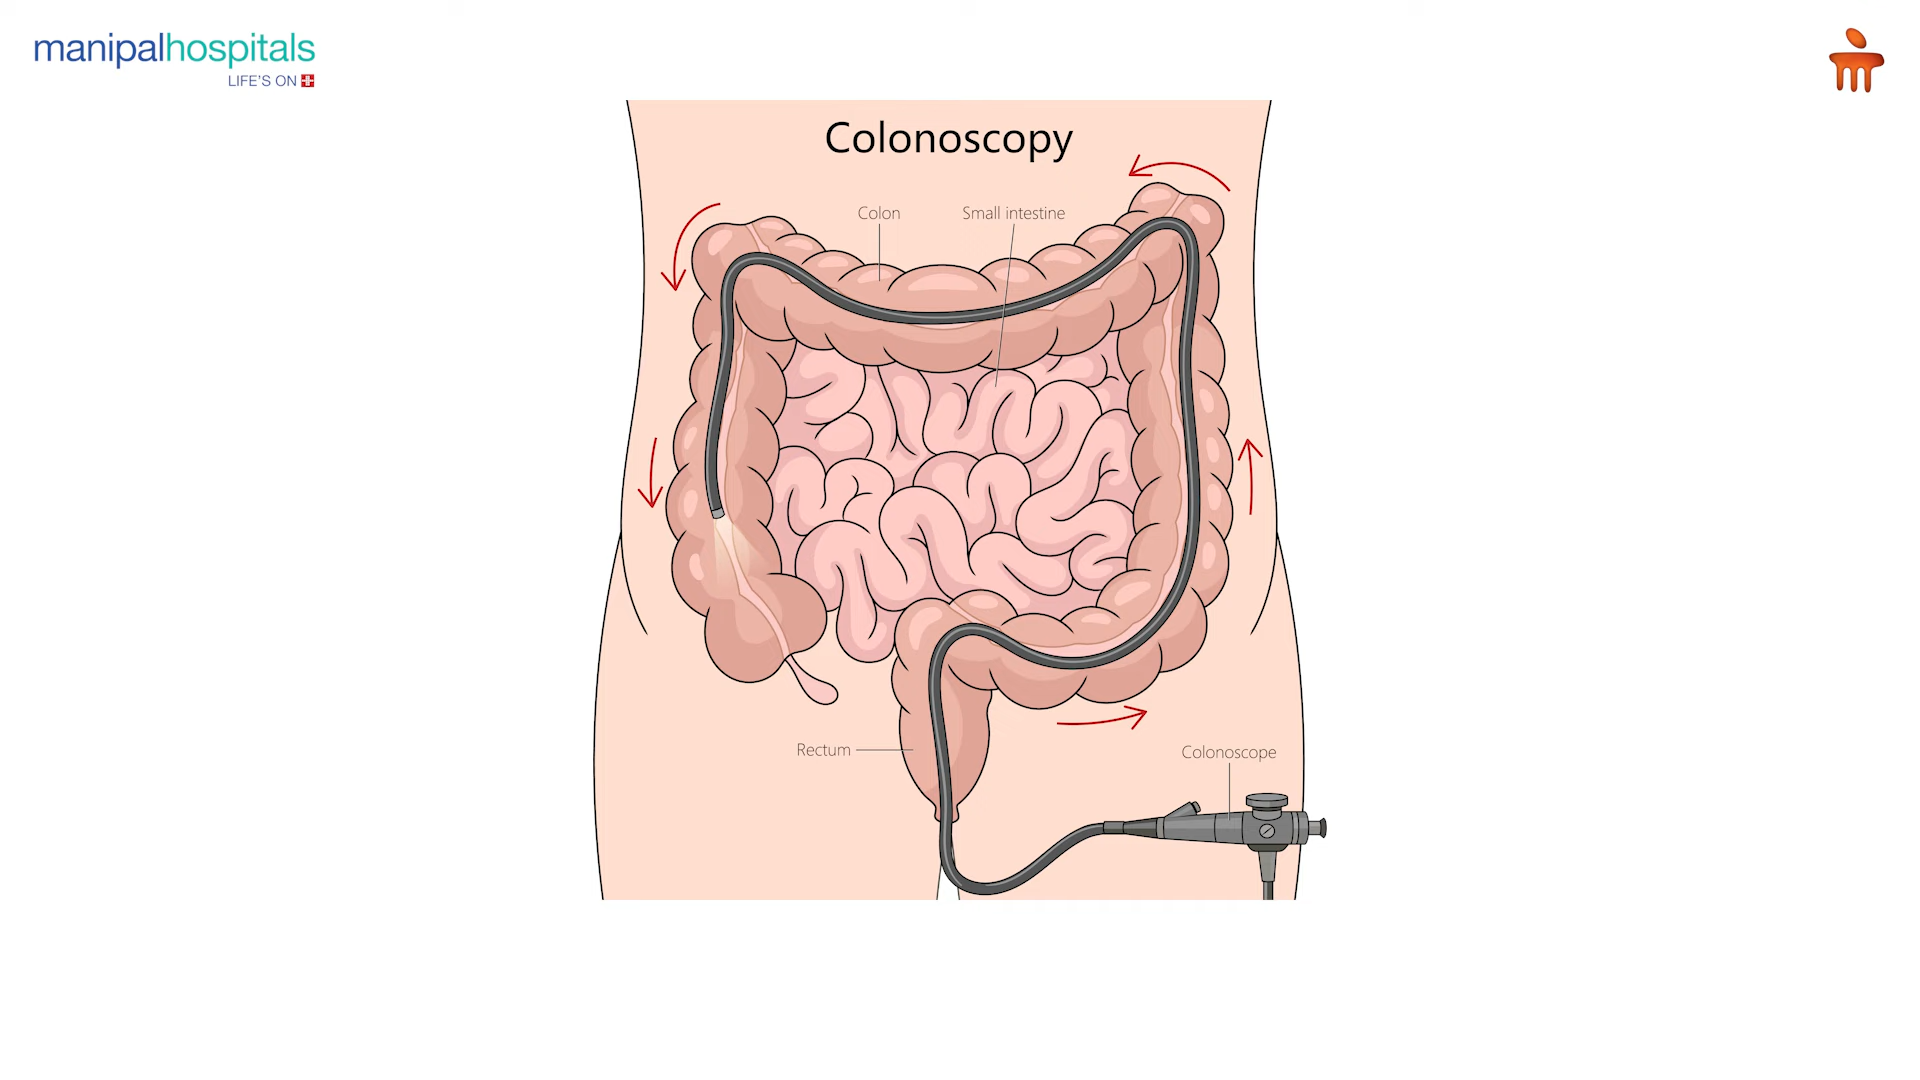 manipalhospitals
LIFE'S ON
Colonoscopy
Colon
Small intestine
Rectum
Colonoscope